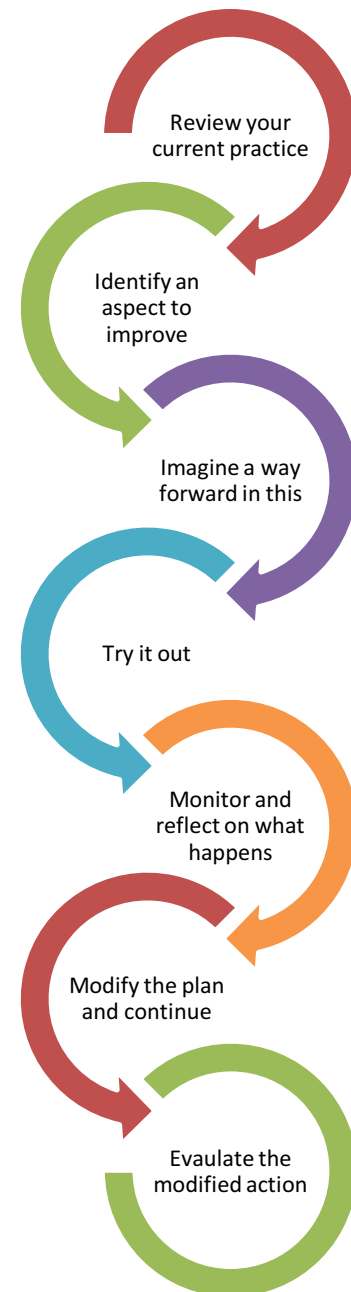 Review your
current practice
Identify an
aspect to
improve
Imagine a way
forward in this
Try it out
Monitor and
reflect on what
happens
Modify the plan
and continue
Evaulate the
modified action